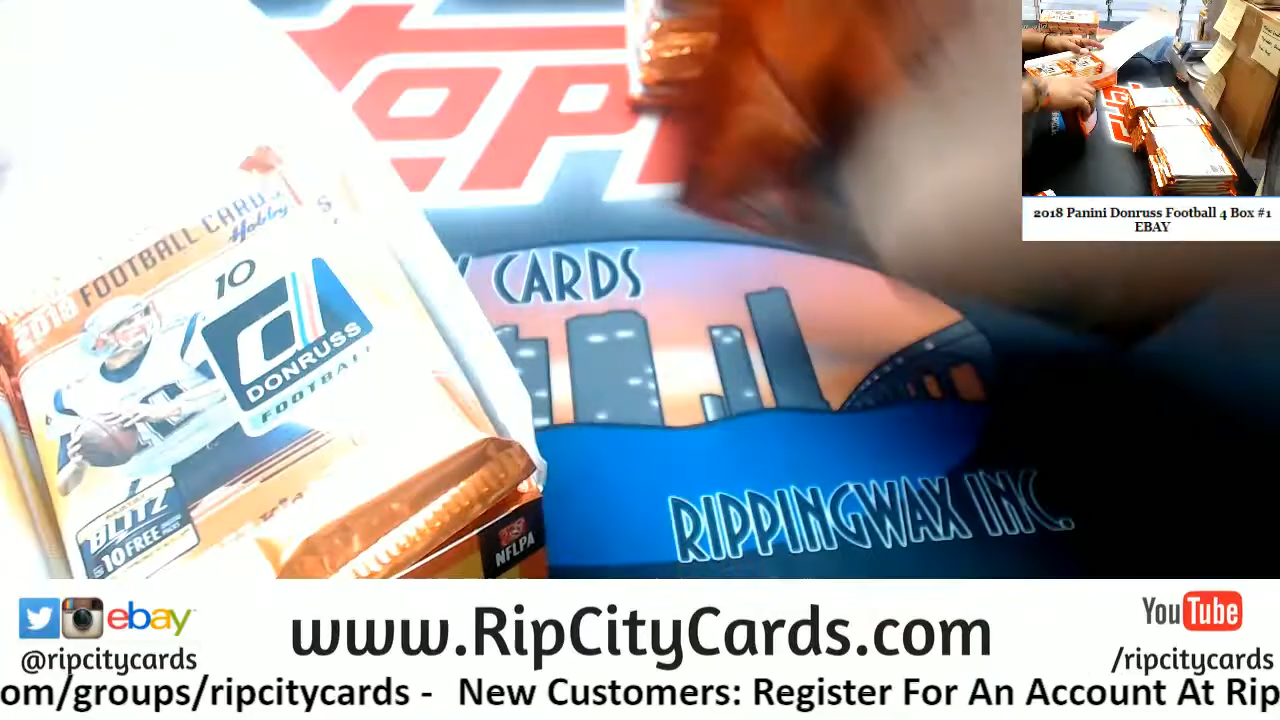 2018 FOOTBALL CARDS
Hobby
10
DONRUSS
FOOTBALL
BLITZ
10 FREE
NFLPA
CARDS
RIPPINGWAX INC.
2018 Panini Donruss Football 4 Box #1
EBAY
ebay
@ripcitycards
www.RipCityCards.com
YouTube
/ripcitycards
om/groups/ripcitycards - New Customers: Register For An Account At Rip